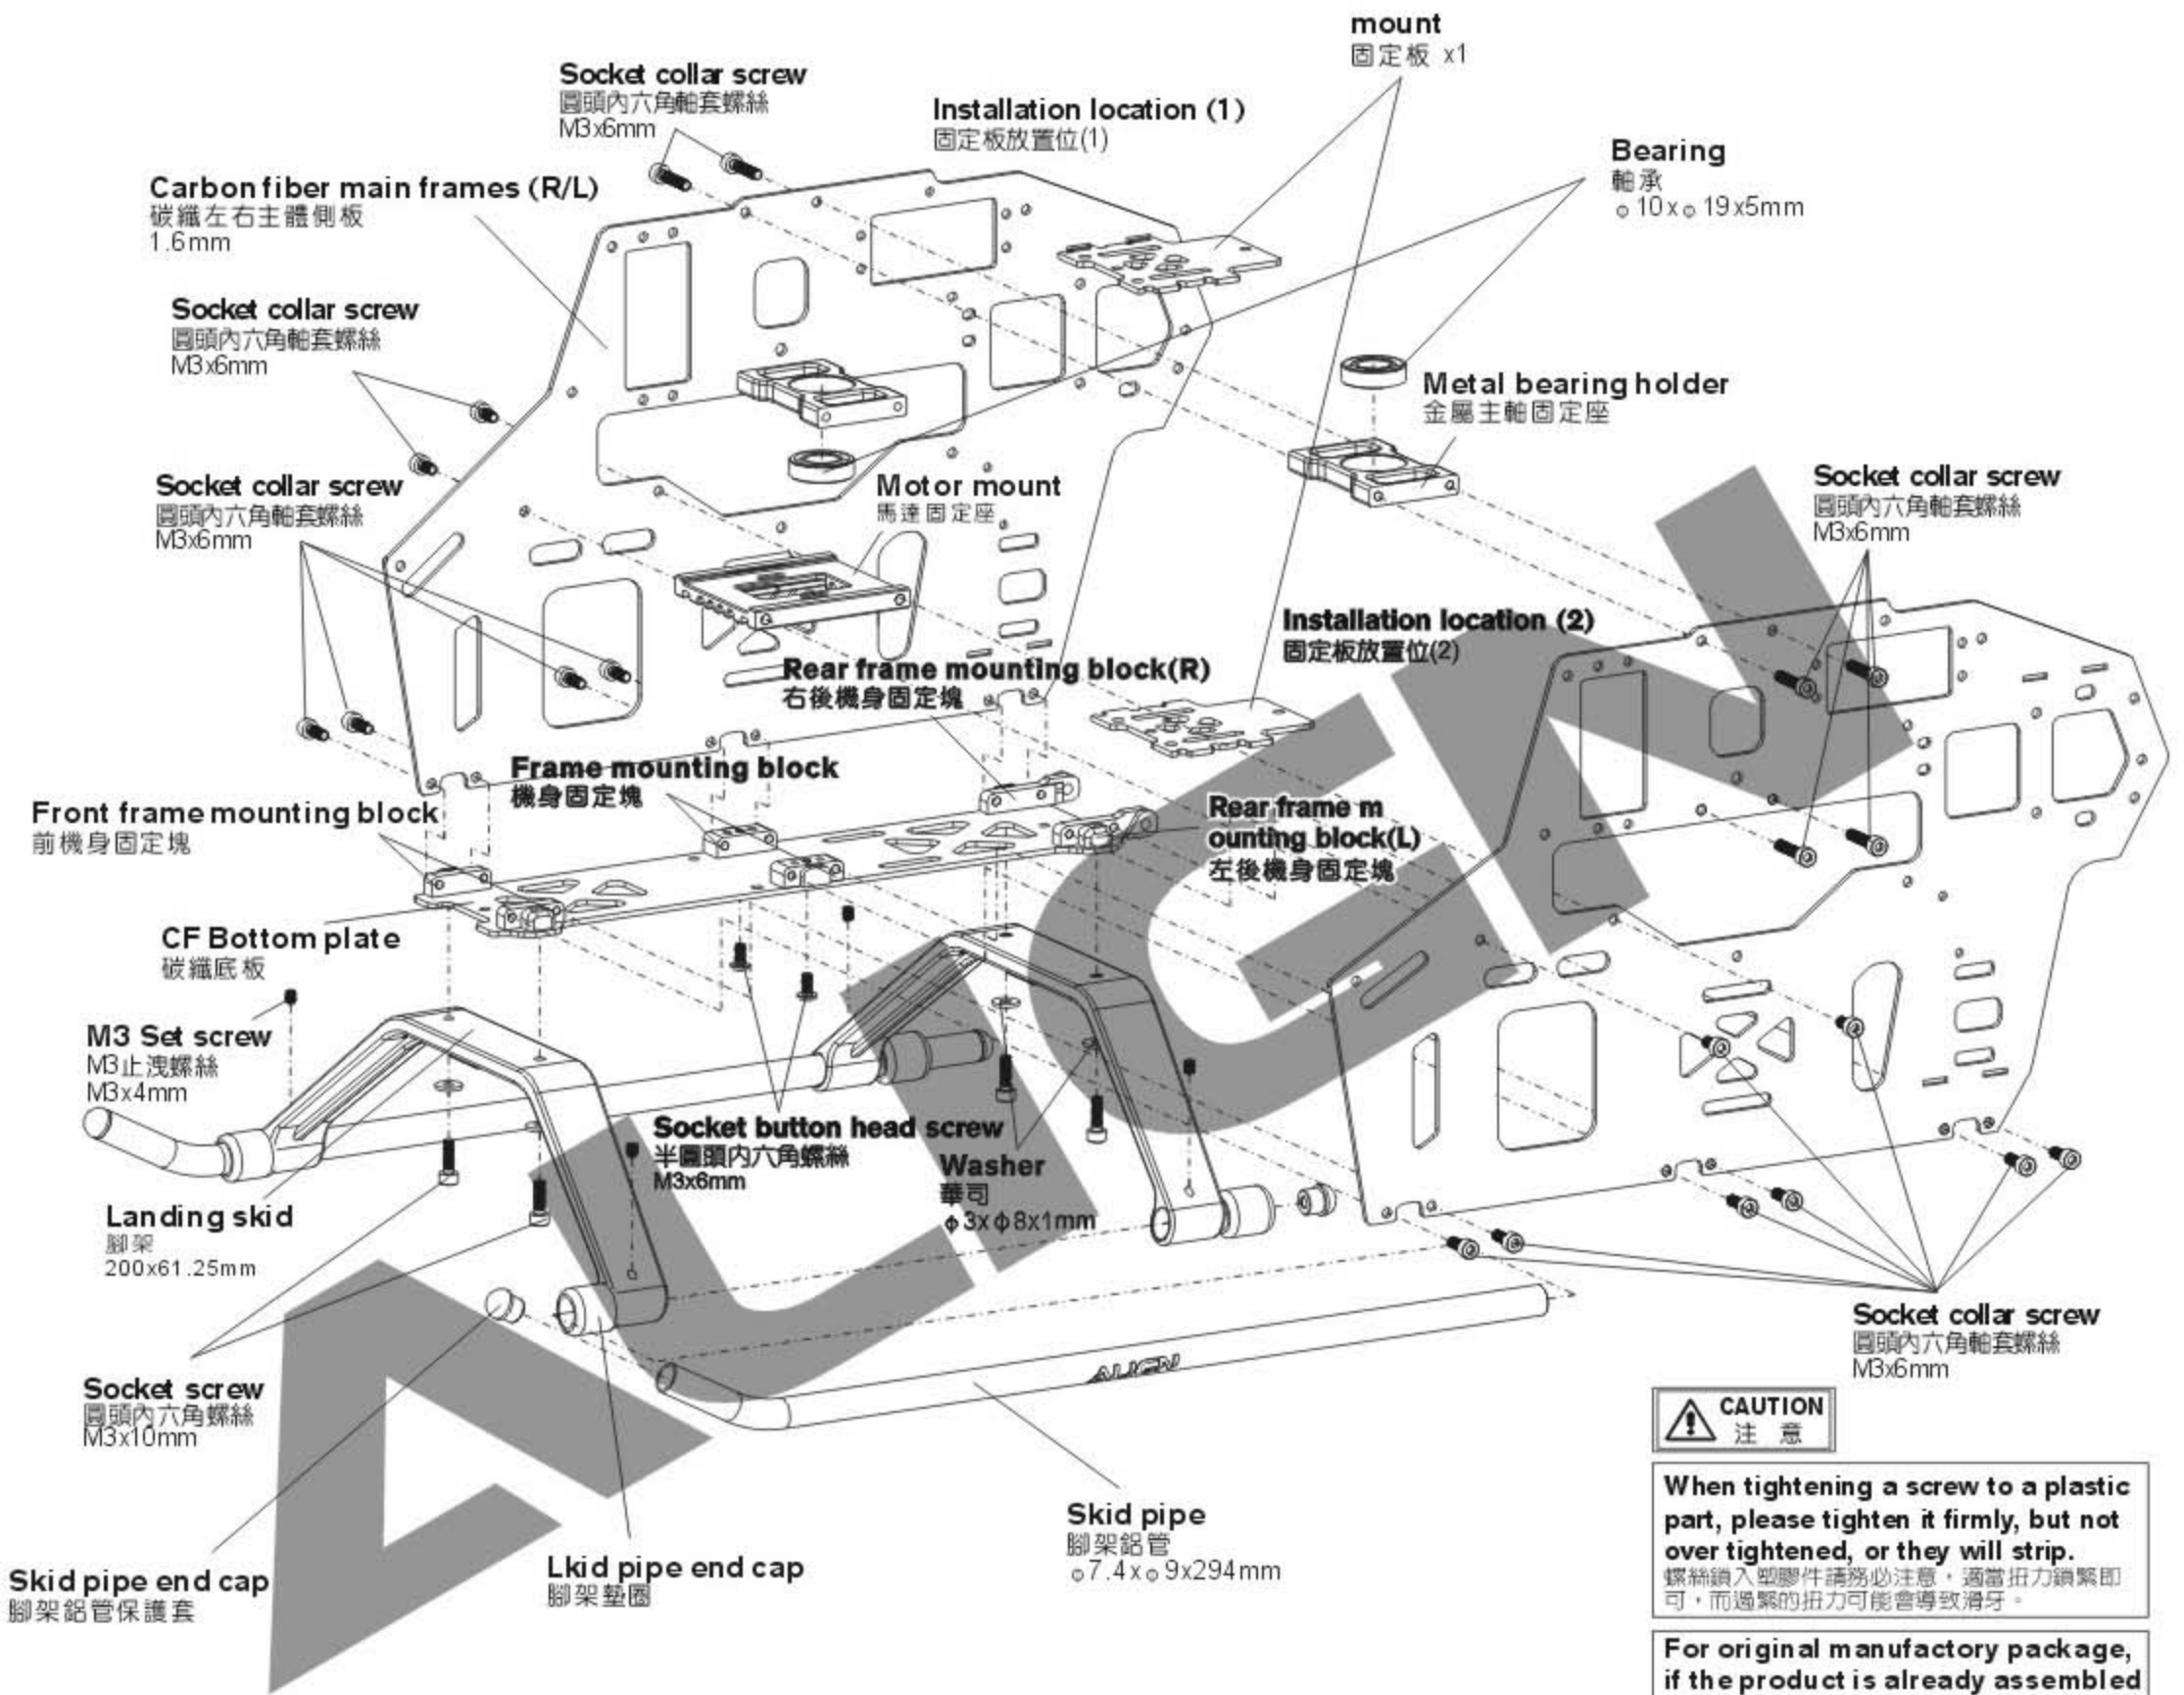 mount
固定板 x1
Socket collar screw
圓頭內六角軸套螺絲
M3x6mm
Installation location (1)
固定板放置位(1)
Bearing
軸承
φ10xφ19x5mm
Carbon fiber main frames (R/L)
碳纖左右主體側板
1.6mm
Socket collar screw
圓頭內六角軸套螺絲
M3x6mm
Metal bearing holder
金屬主軸固定座
Socket collar screw
圓頭內六角軸套螺絲
M3x6mm
Motor mount
馬達固定座
Socket collar screw
圓頭內六角軸套螺絲
M3x6mm
Installation location (2)
固定板放置位(2)
Rear frame mounting block(R)
右後機身固定塊
Frame mounting block
機身固定塊
Front frame mounting block
前機身固定塊
Rear frame m
ounting block(L)
左後機身固定塊
CF Bottom plate
碳纖底板
M3 Set screw
M3止洩螺絲
M3x4mm
Socket button head screw
半圓頭內六角螺絲
M3x6mm
Washer
華司
φ3xφ8x1mm
Landing skid
腳架
200x61.25mm
Socket collar screw
圓頭內六角軸套螺絲
M3x6mm
ALIGN
Socket screw
圓頭內六角螺絲
M3x10mm
Skid pipe
腳架鋁管
φ7.4xφ9x294mm
Lkid pipe end cap
腳架墊圈
Skid pipe end cap
腳架鋁管保護套
CAUTION
注 意
When tightening a screw to a plastic
part, please tighten it firmly, but not
over tightened, or they will strip.
螺絲鎖入塑膠件請務必注意，適當扭力鎖緊即
可，而過緊的扭力可能會導致滑牙。
For original manufactory package,
if the product is already assembled
ALIGN